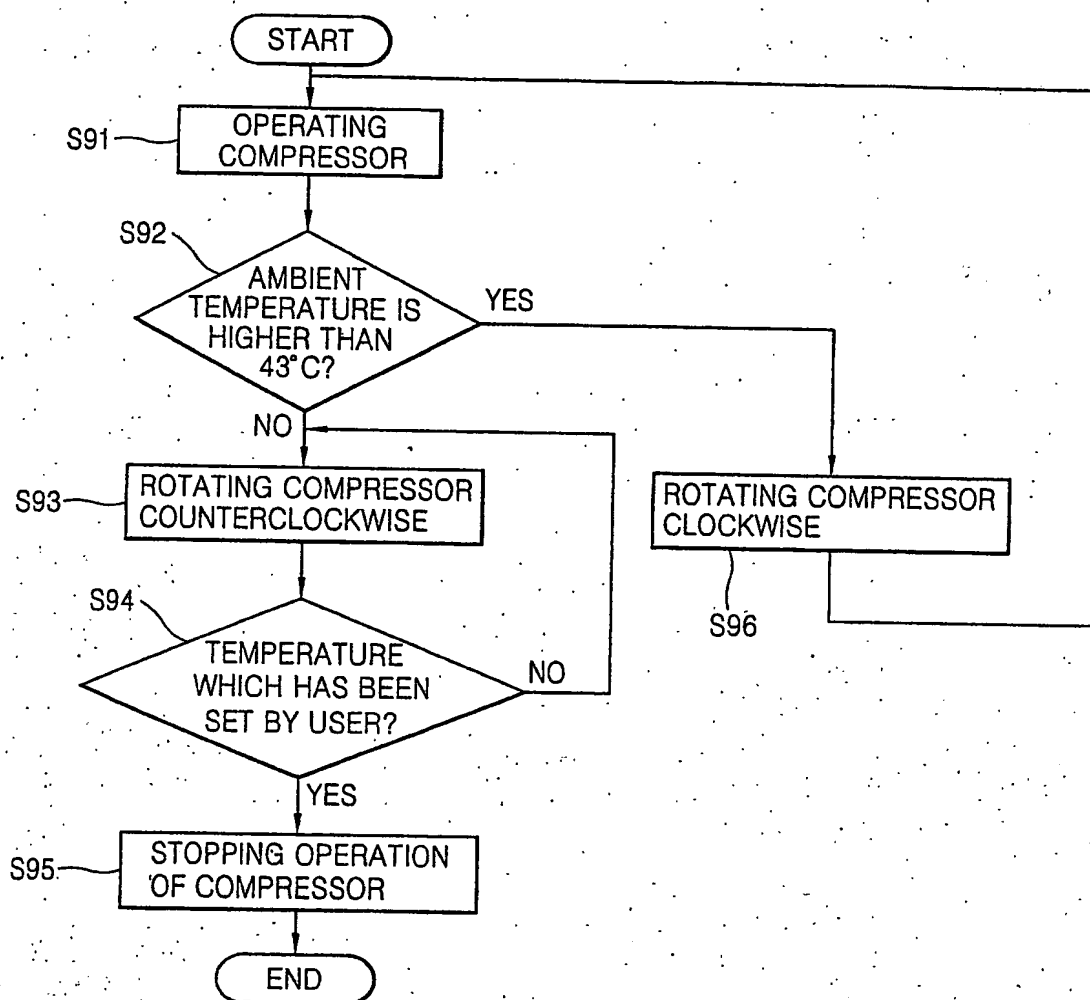 START
S91
OPERATING
COMPRESSOR
S92
AMBIENT
TEMPERATURE IS
HIGHER THAN
43°C?
YES
NO
S93
ROTATING COMPRESSOR
COUNTERCLOCKWISE
ROTATING COMPRESSOR
CLOCKWISE
S96
S94
TEMPERATURE
WHICH HAS BEEN
SET BY USER?
NO
YES
S95
STOPPING OPERATION
OF COMPRESSOR
END